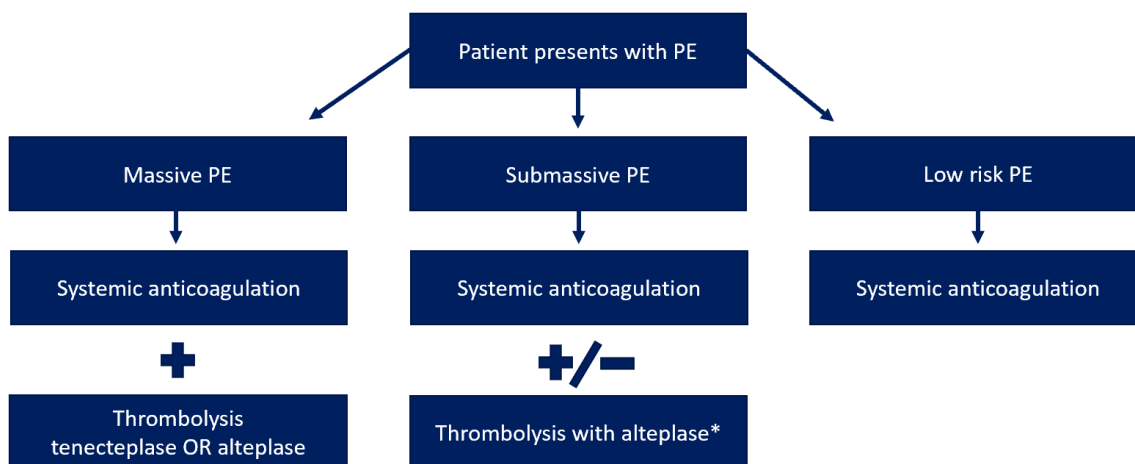 Patient presents with PE
Massive PE
Submassive PE
Low risk PE
Systemic anticoagulation
Systemic anticoagulation
Systemic anticoagulation
+
+/−
Thrombolysis
tenecteplase OR alteplase
Thrombolysis with alteplase*